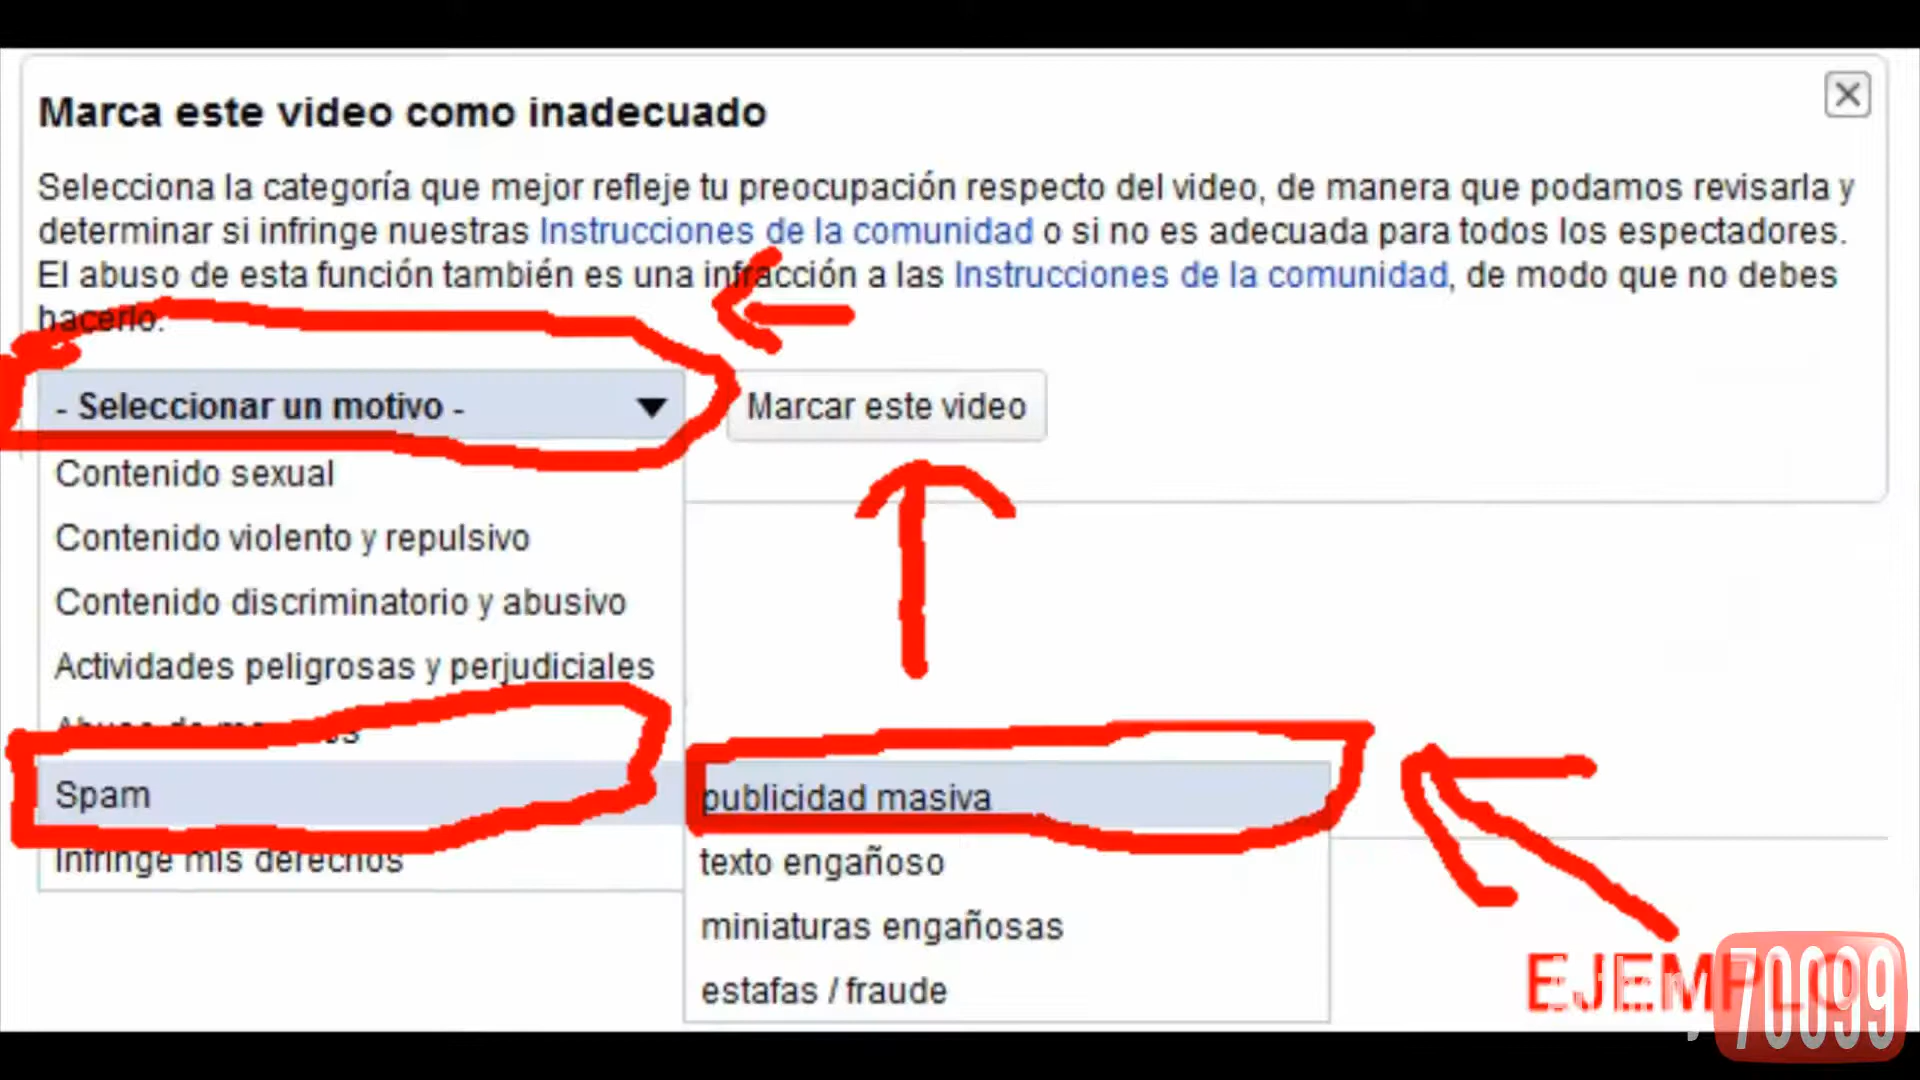 Marca este video como inadecuado
Selecciona la categoría que mejor refleje tu preocupación respecto del video, de manera que podamos revisarla y
determinar si infringe nuestras Instrucciones de la comunidad o si no es adecuada para todos los espectadores.
El abuso de esta función también es una infracción a las Instrucciones de la comunidad, de modo que no debes
hacerlo.
- Seleccionar un motivo -
Marcar este video
Contenido sexual
Contenido violento y repulsivo
Contenido discriminatorio y abusivo
Actividades peligrosas y perjudiciales
Spam
publicidad masiva
Infringe mis derechos
texto engañoso
miniaturas engañosas
estafas / fraude
EJEMPLO
70099